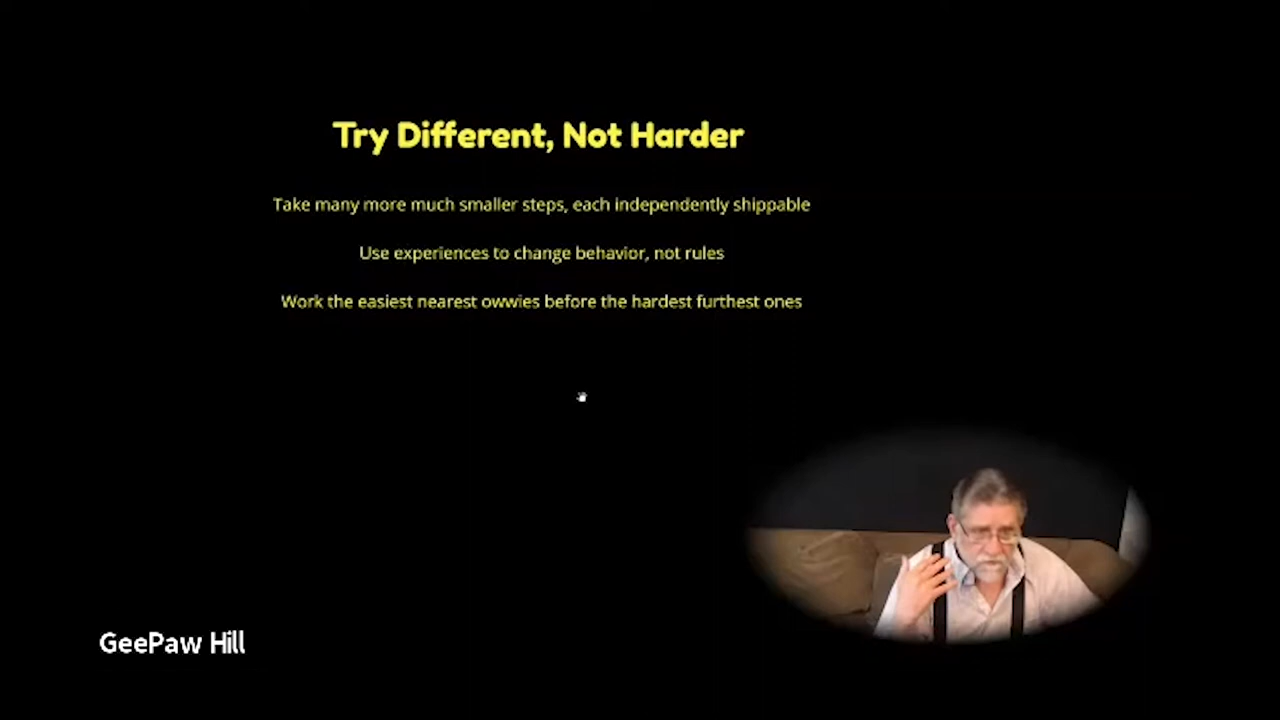 Try Different, Not Harder
Take many more much smaller steps, each independently shippable
Use experiences to change behavior, not rules
Work the easiest nearest owwies before the hardest furthest ones
GeePaw Hill